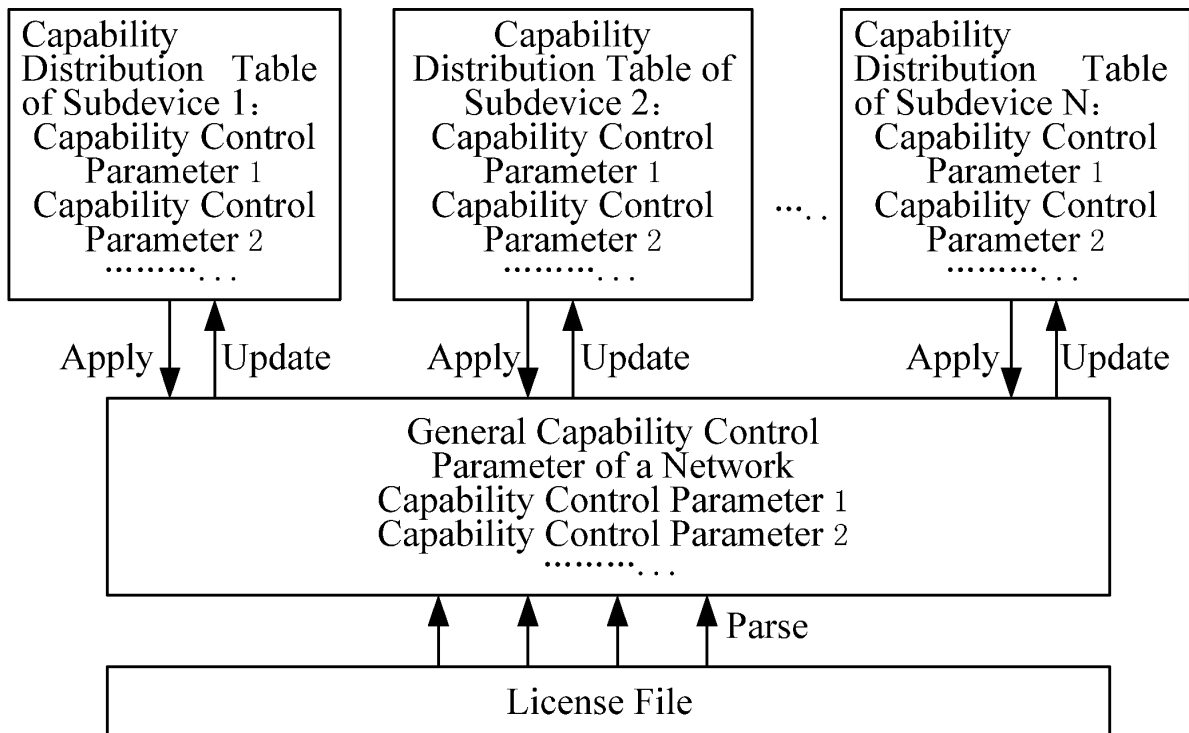 Capability
Distribution Table
of Subdevice 1:
Capability Control
Parameter 1
Capability Control
Parameter 2
............
Capability
Distribution Table of
Subdevice 2:
Capability Control
Parameter 1
Capability Control
Parameter 2
............
.....
Capability
Distribution Table
of Subdevice N:
Capability Control
Parameter 1
Capability Control
Parameter 2
............
Apply
Update
Apply
Update
Apply
Update
General Capability Control
Parameter of a Network
Capability Control Parameter 1
Capability Control Parameter 2
............
Parse
License File